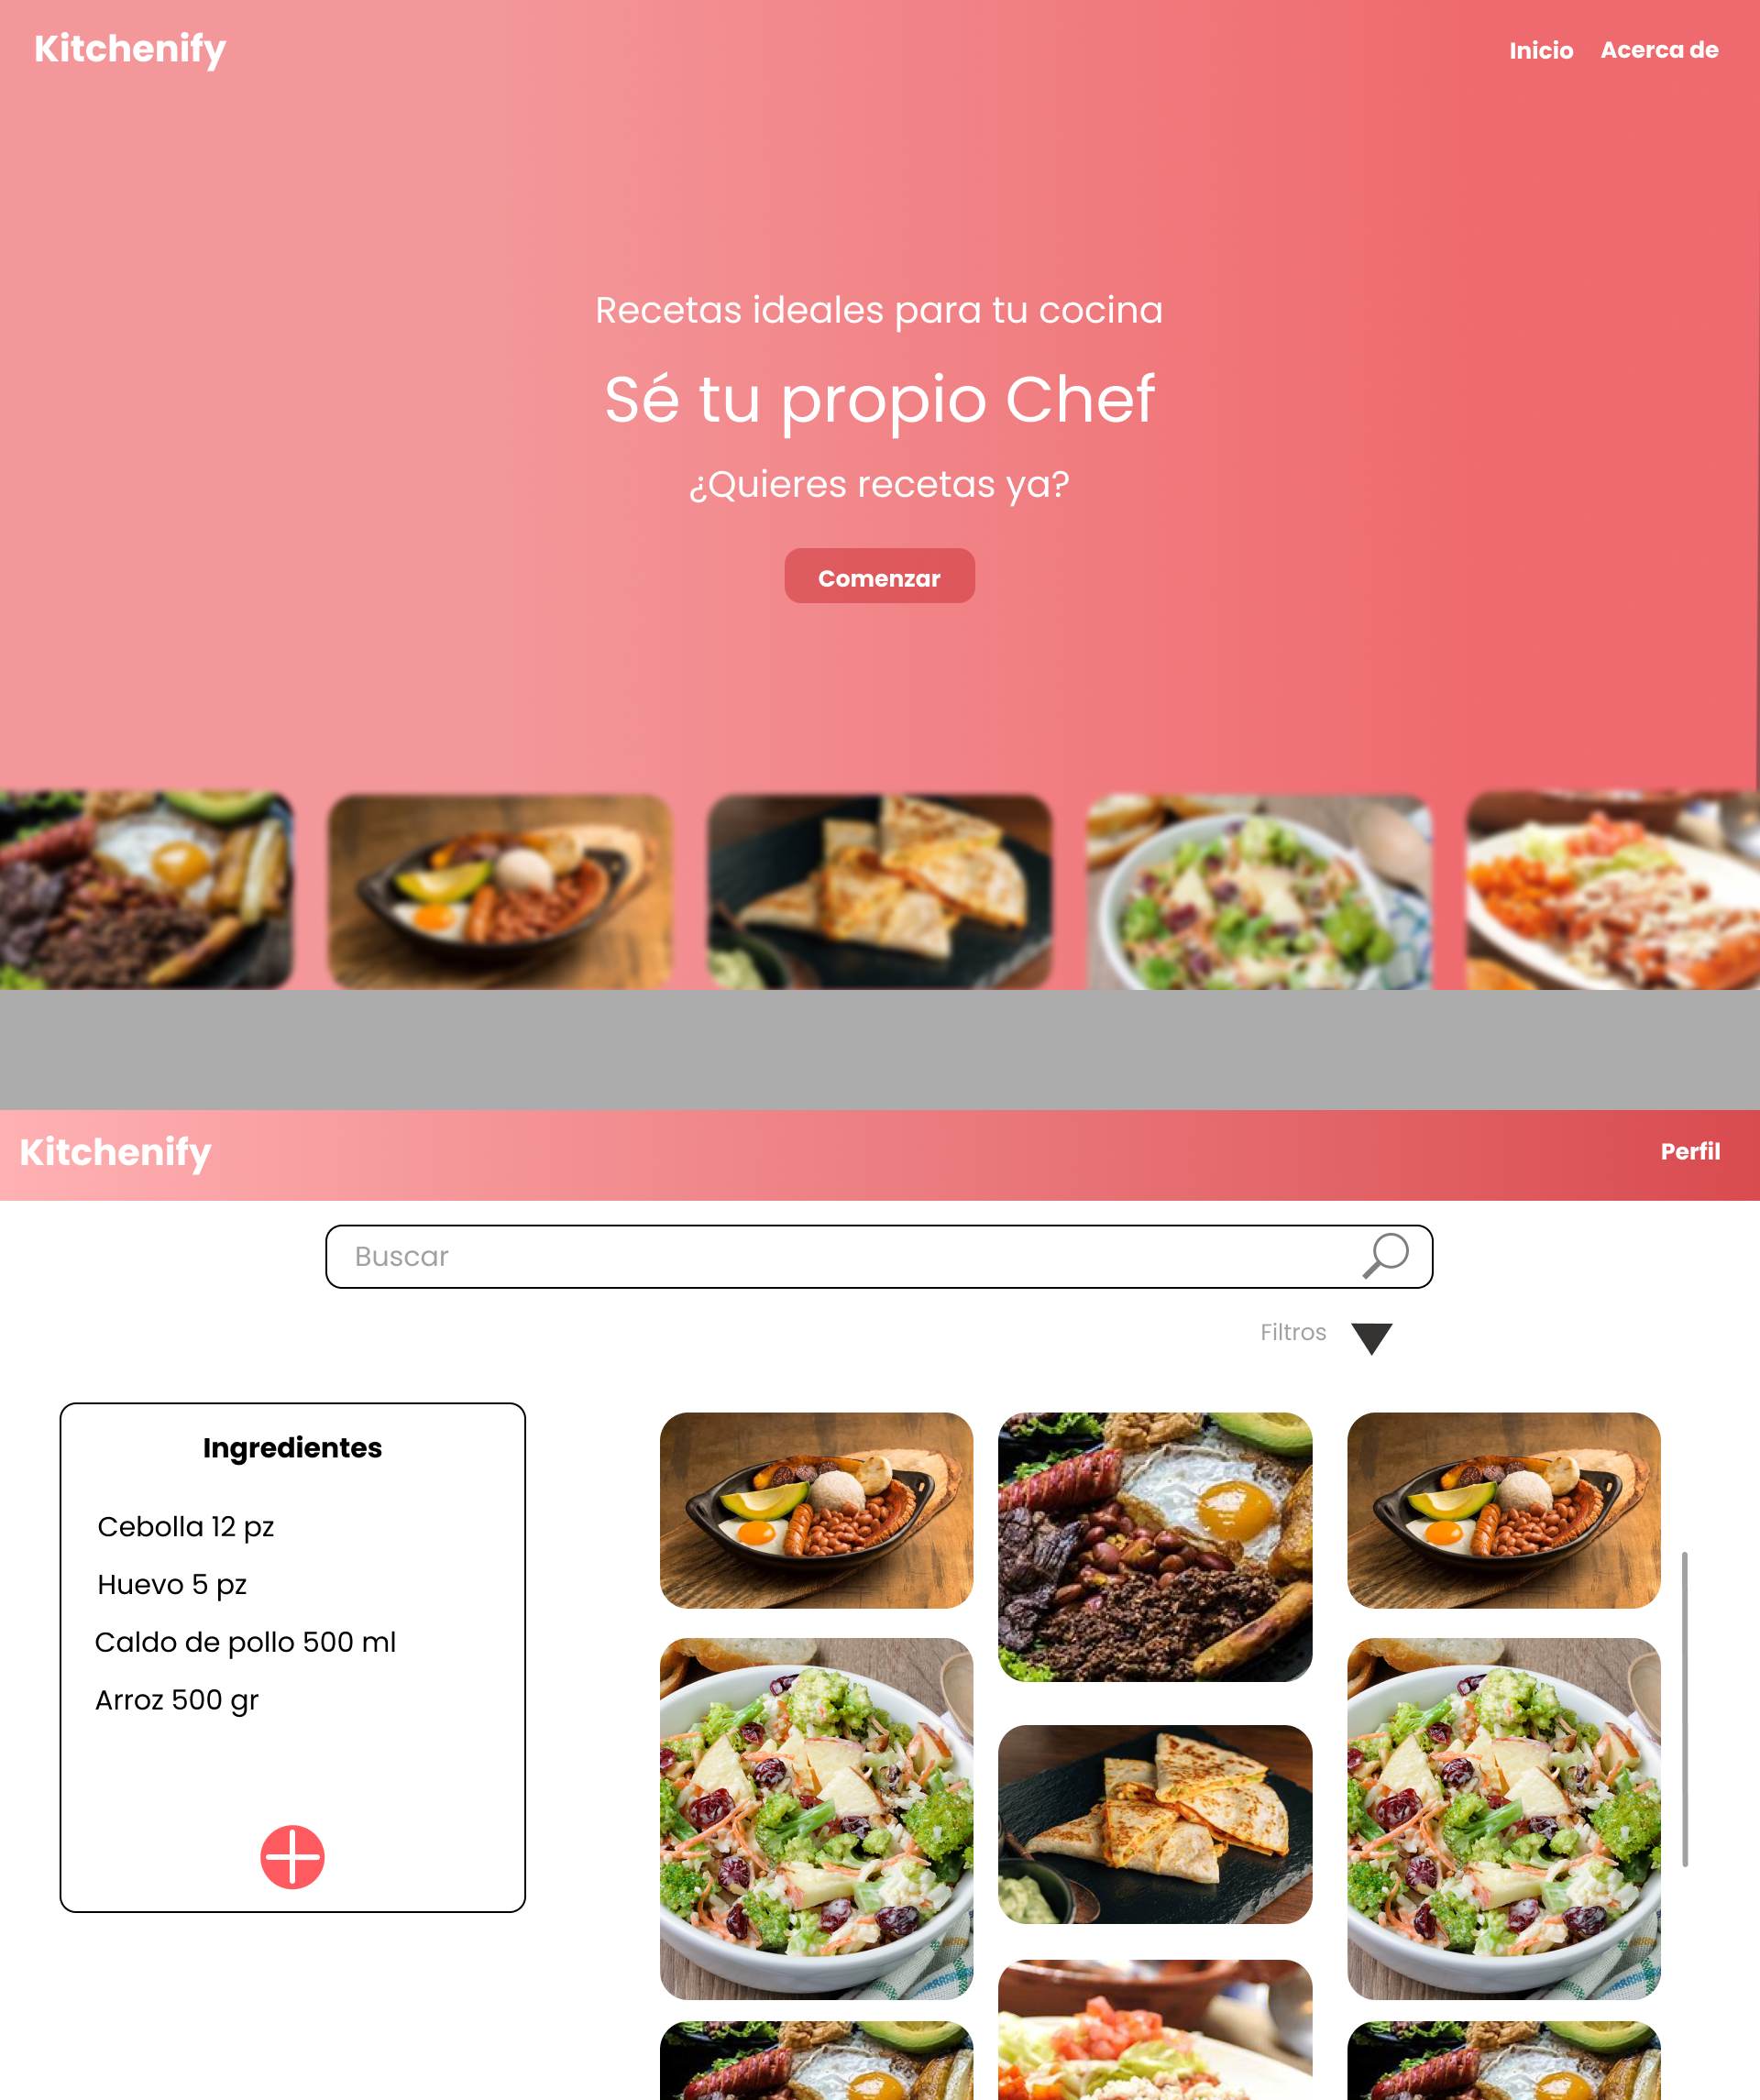 Kitchenify
Inicio Acerca de
Recetas ideales para tu cocina
Sé tu propio Chef
¿Quieres recetas ya?
Comenzar
Kitchenify
Perfil
Buscar
Filtros
Ingredientes
Cebolla 12 pz
Huevo 5 pz
Caldo de pollo 500 ml
Arroz 500 gr